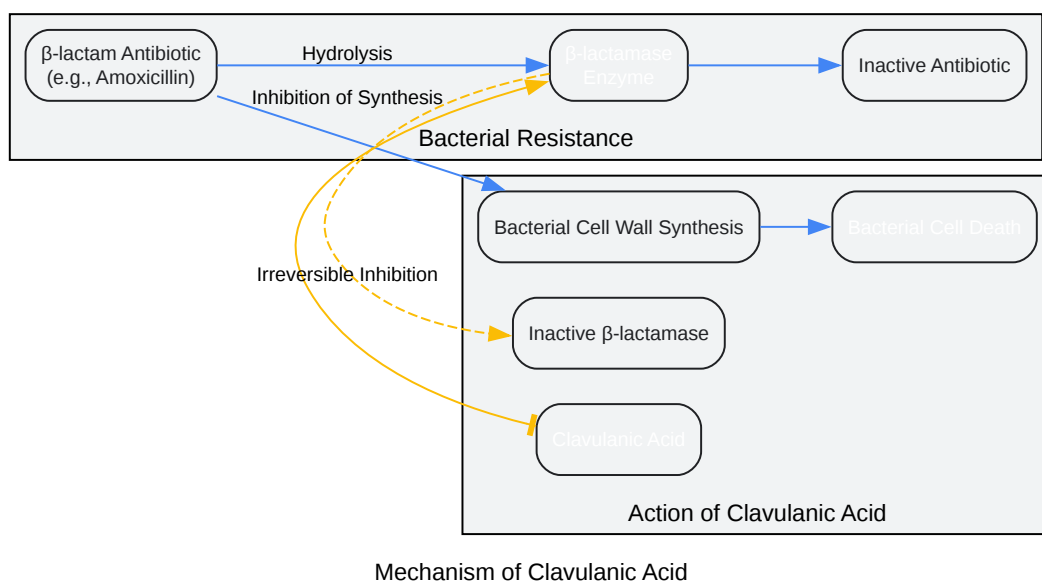 β-lactam Antibiotic
(e.g., Amoxicillin)
Hydrolysis
β-lactamase
Enzyme
Inactive Antibiotic
Inhibition of Synthesis
Bacterial Resistance
Bacterial Cell Wall Synthesis
Bacterial Cell Death
Irreversible Inhibition
Inactive β-lactamase
Clavulanic Acid
Action of Clavulanic Acid
Mechanism of Clavulanic Acid